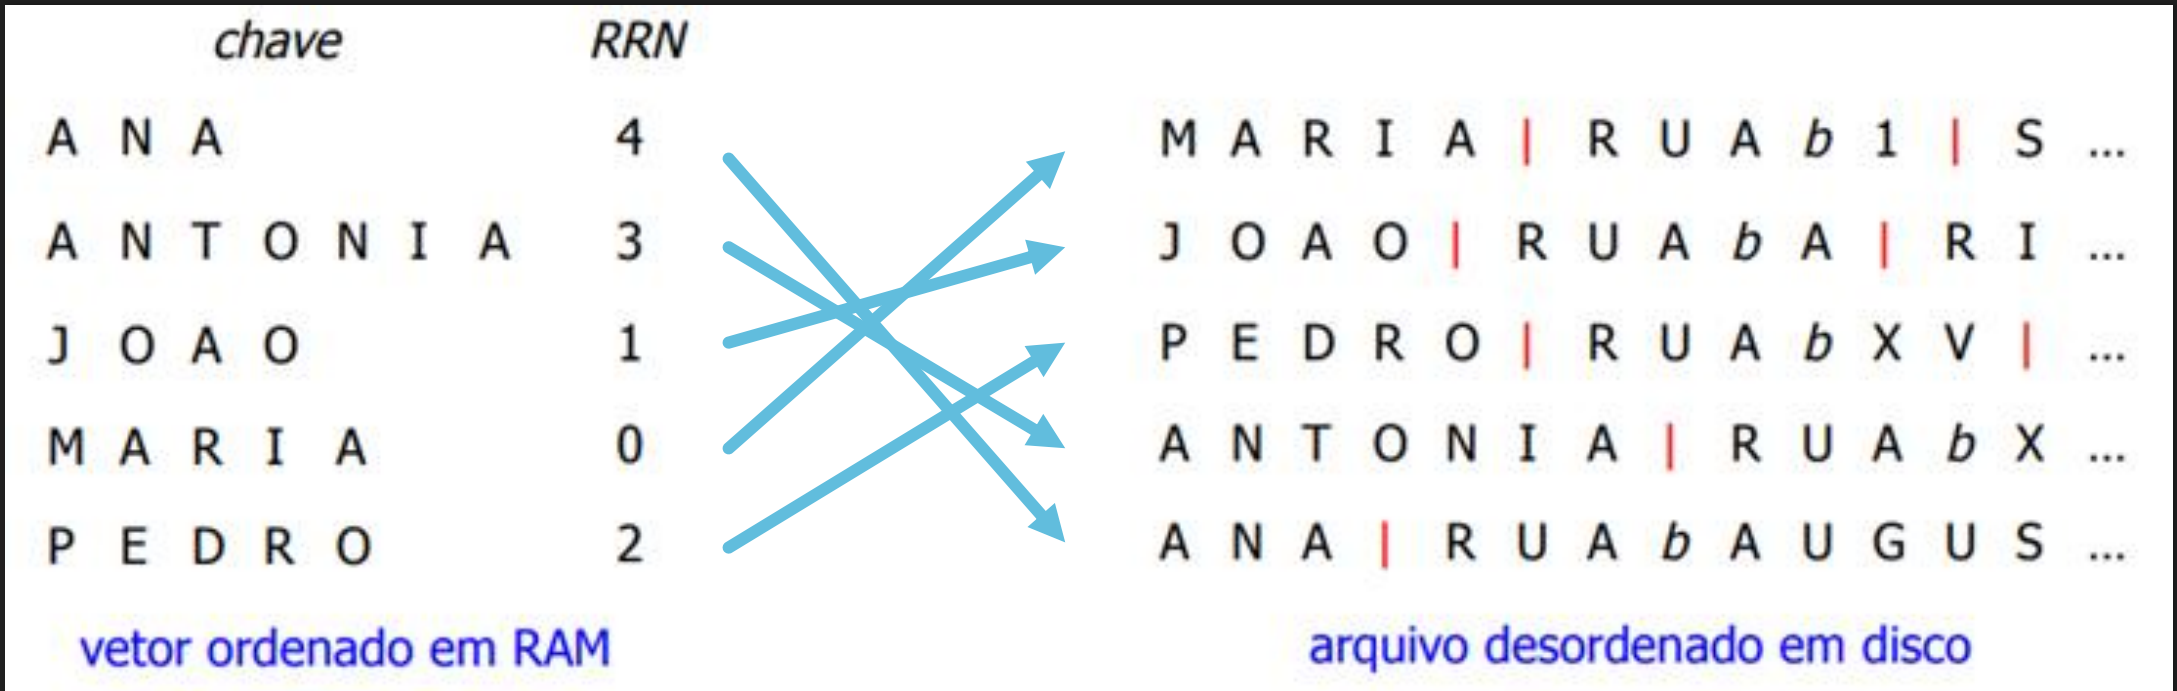 chave RRN
A N A 4
A N T O N I A 3
J O A O 1
M A R I A 0
P E D R O 2
vetor ordenado em RAM
M A R I A | R U A b 1 | S ...
J O A O | R U A b A | R I ...
P E D R O | R U A b X V | ...
A N T O N I A | R U A b X ...
A N A | R U A b A U G U S ...
arquivo desordenado em disco